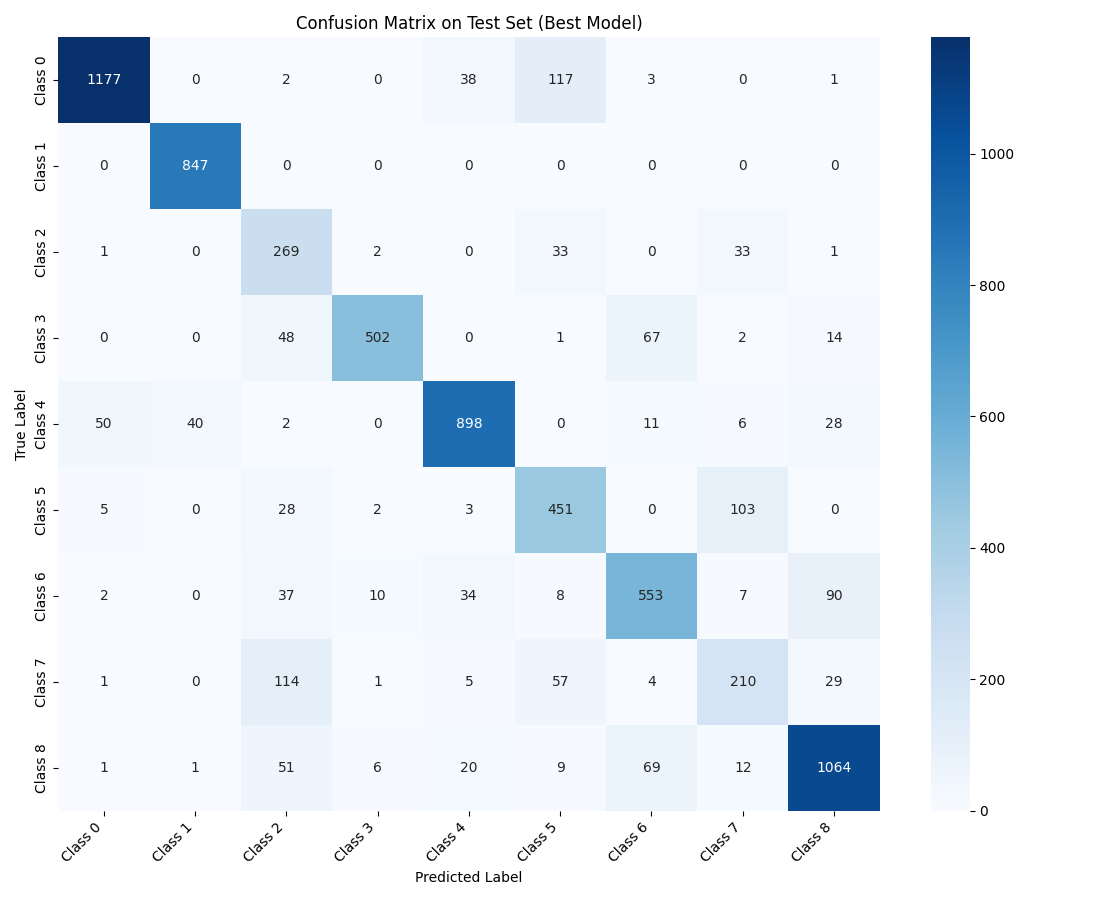 Confusion Matrix on Test Set (Best Model)
Class 0 1177 0 2 0 38 117 3 0 1
Class 1 0 847 0 0 0 0 0 0 0
Class 2 1 0 269 2 0 33 0 33 1
Class 3 0 0 48 502 0 1 67 2 14
Class 4 50 40 2 0 898 0 11 6 28
Class 5 5 0 28 2 3 451 0 103 0
Class 6 2 0 37 10 34 8 553 7 90
Class 7 1 0 114 1 5 57 4 210 29
Class 8 1 1 51 6 20 9 69 12 1064
True Label
Class 0 Class 1 Class 2 Class 3 Class 4 Class 5 Class 6 Class 7 Class 8
Predicted Label
1000
800
600
400
200
0